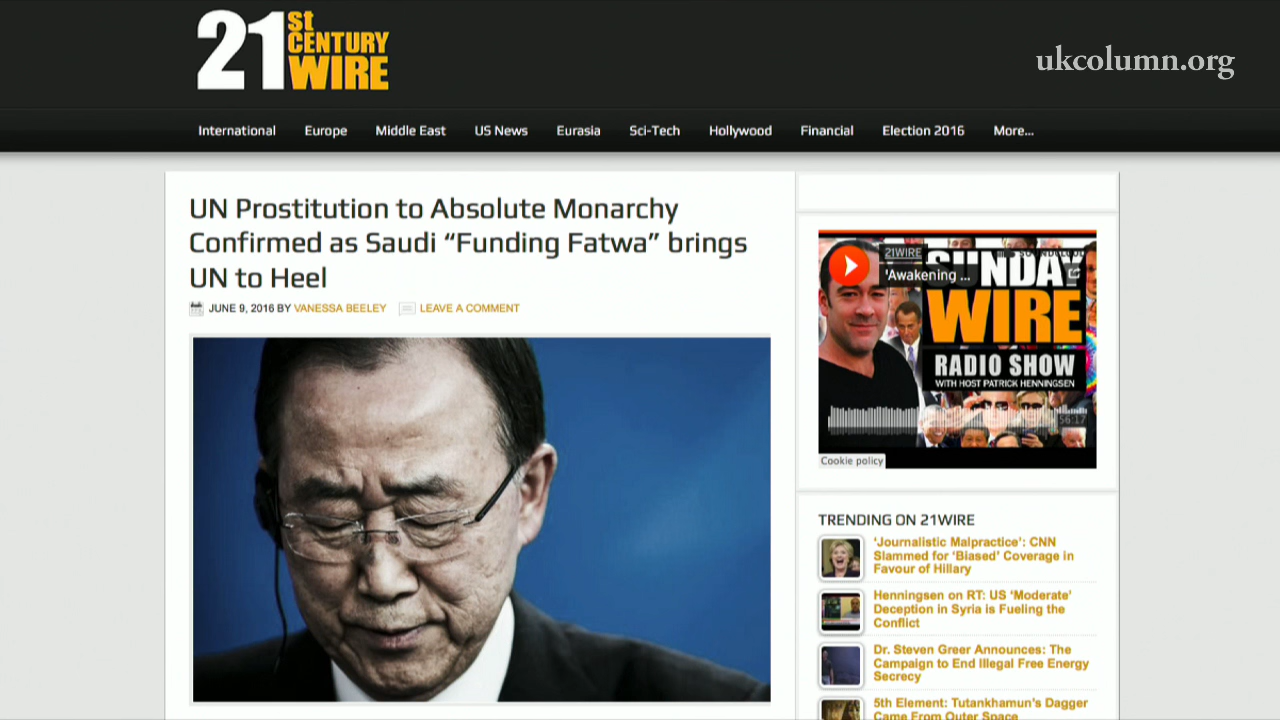 21st CENTURY WIRE
ukcolumn.org
International Europe Middle East US News Eurasia Sci-Tech Hollywood Financial Election 2016 More...
UN Prostitution to Absolute Monarchy
Confirmed as Saudi “Funding Fatwa” brings
UN to Heel
JUNE 9, 2016 BY VANESSA BEELEY LEAVE A COMMENT
21WIRE
'Awakening ...
SUNDAY
WIRE
RADIO SHOW
WITH HOST PATRICK HENNINGSEN
56:17
Cookie policy
TRENDING ON 21WIRE
‘Journalistic Malpractice’: CNN
Slammed for ‘Biased’ Coverage in
Favour of Hillary
Henningsen on RT: US ‘Moderate’
Deception in Syria is Fueling the
Conflict
Dr. Steven Greer Announces: The
Campaign to End Illegal Free Energy
Secrecy
5th Element: Tutankhamun’s Dagger
Came From Outer Space